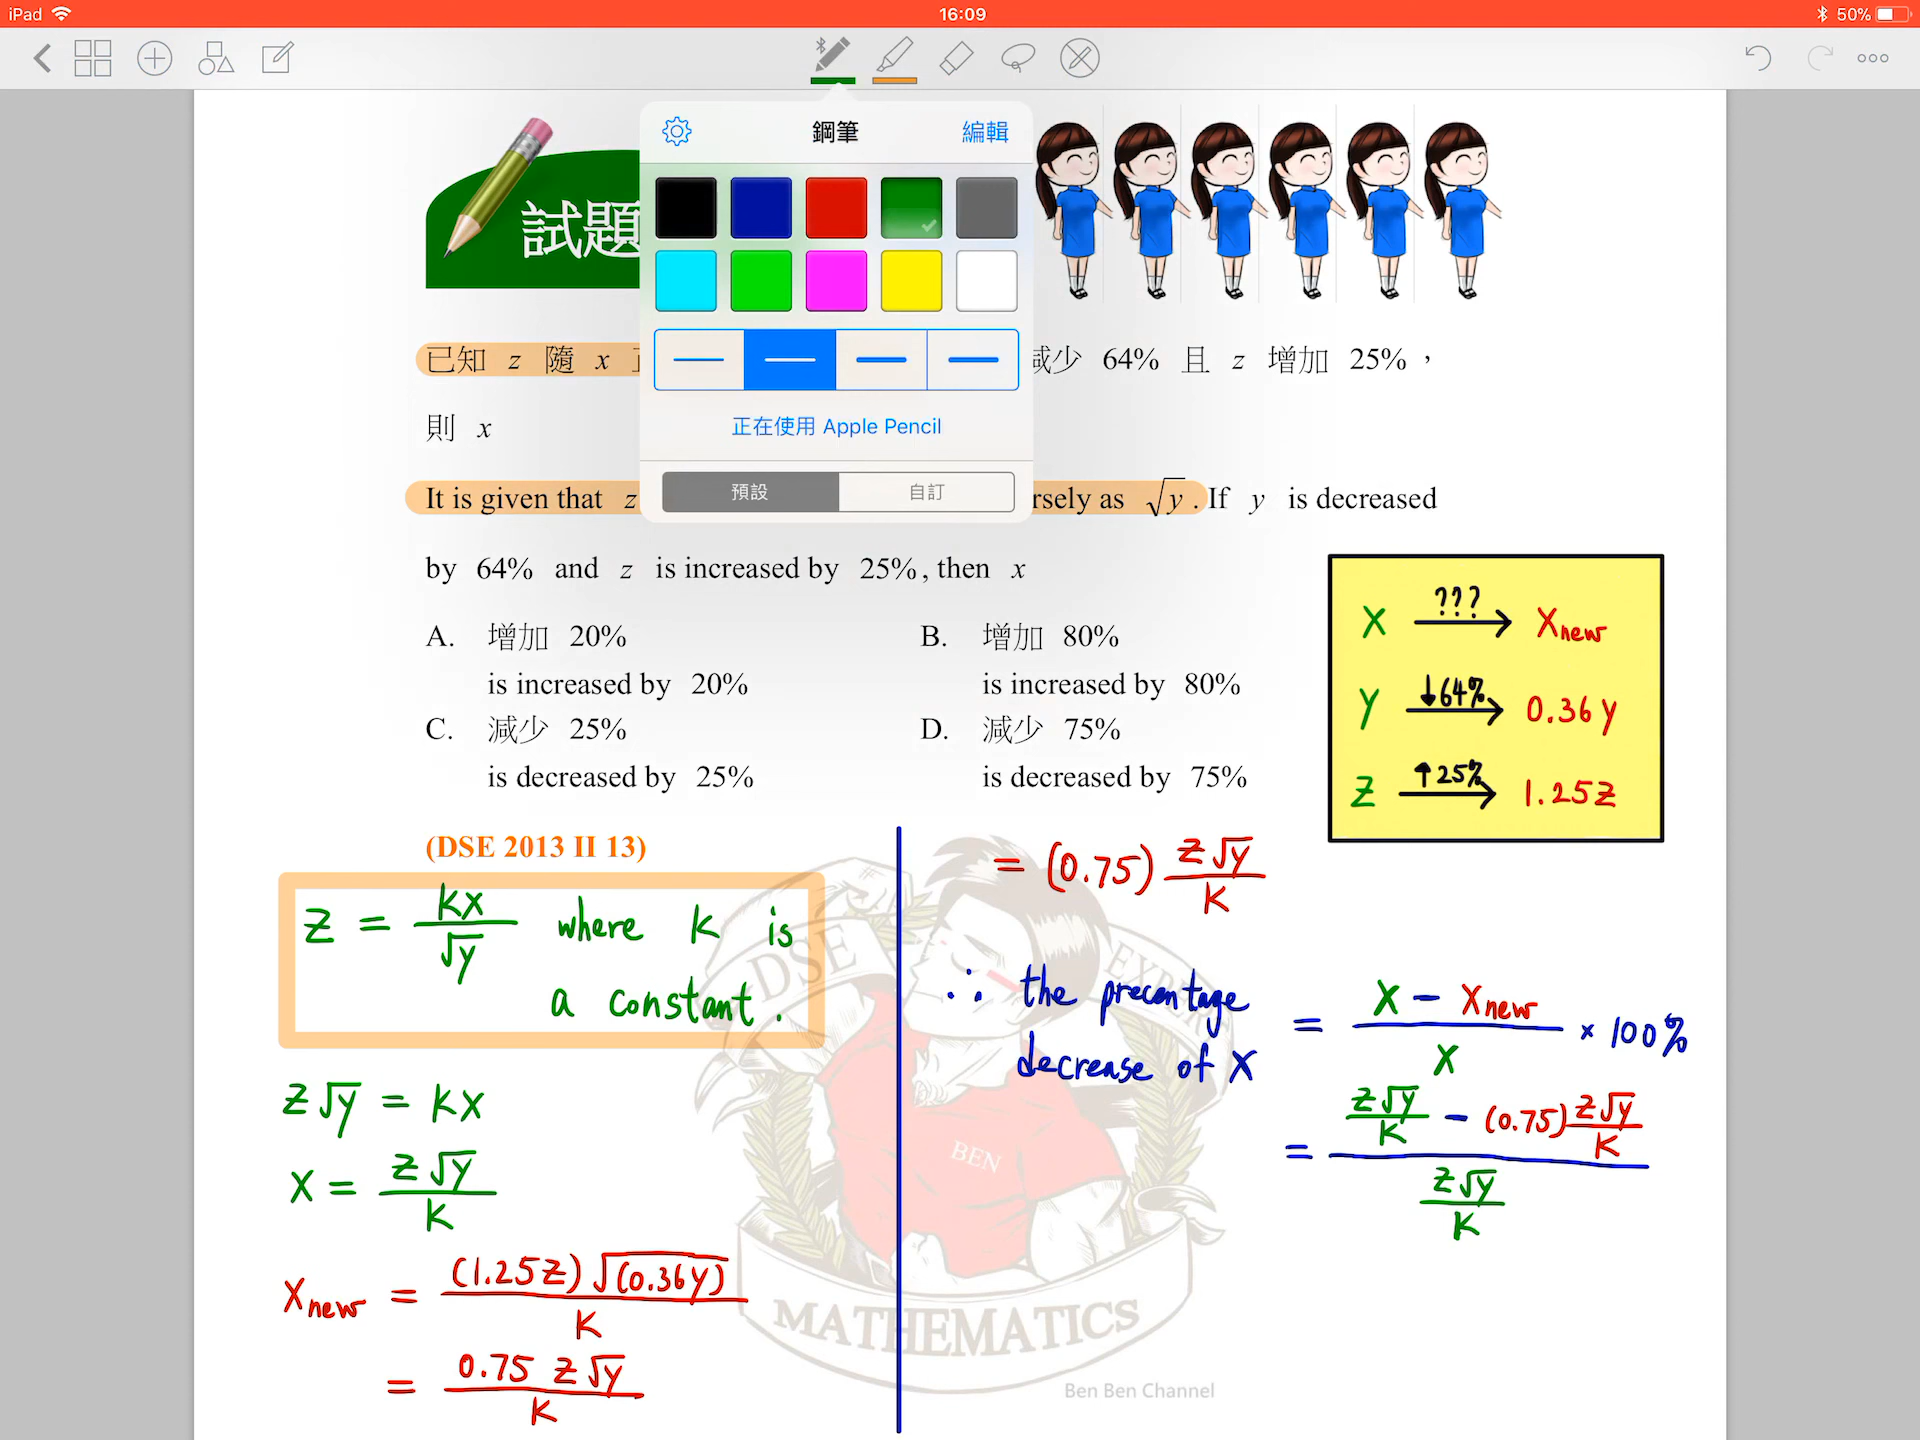 iPad 16:09 50%
鋼筆 編輯
試題
正在使用 Apple Pencil
預設 自訂
已知 z 隨 x 減少 64% 且 z 增加 25%，
則 x
It is given that z rsely as √y. If y is decreased
by 64% and z is increased by 25%, then x
A. 增加 20%
is increased by 20%
B. 增加 80%
is increased by 80%
C. 減少 25%
is decreased by 25%
D. 減少 75%
is decreased by 75%
(DSE 2013 II 13)
x ???→ xnew
y ↓64%→ 0.36y
z ↑25%→ 1.25z
z = kx/√y where k is
a constant.
z√y = kx
x = z√y/k
xnew = (1.25z)√(0.36y)/k
= 0.75 z√y/k
= (0.75) z√y/k
∴ the precentage
decrease of x
= (x − xnew)/x × 100%
= (z√y/k − (0.75) z√y/k)/(z√y/k)
DSE EXPER
BEN
MATHEMATICS
Ben Ben Channel